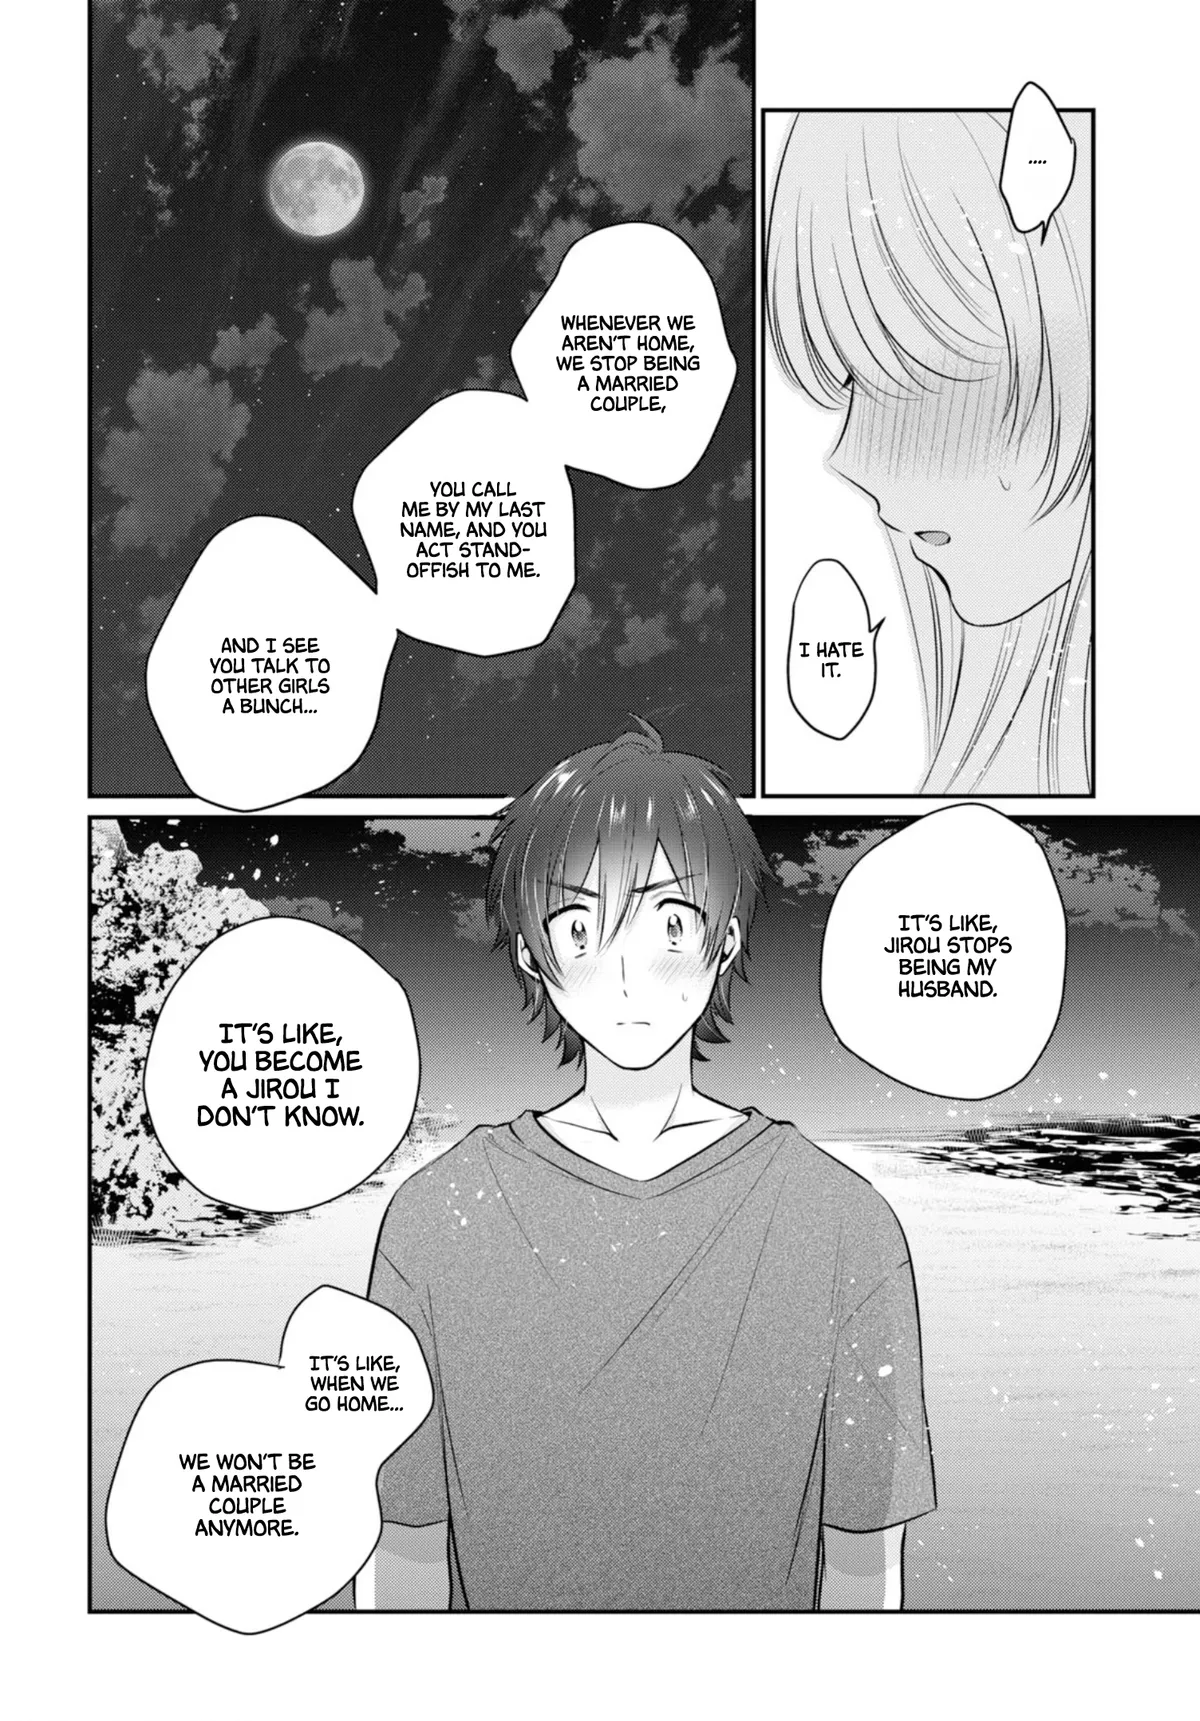 .....
I HATE
IT.
WHENEVER WE
AREN'T HOME,
WE STOP BEING
A MARRIED
COUPLE,
YOU CALL
ME BY MY LAST
NAME, AND YOU
ACT STAND-
OFFISH TO ME.
AND I SEE
YOU TALK TO
OTHER GIRLS
A BUNCH...
IT'S LIKE,
JIROU STOPS
BEING MY
HUSBAND.
IT'S LIKE,
YOU BECOME
A JIROU I
DON'T KNOW.
IT'S LIKE,
WHEN WE
GO HOME...
WE WON'T BE
A MARRIED
COUPLE
ANYMORE.